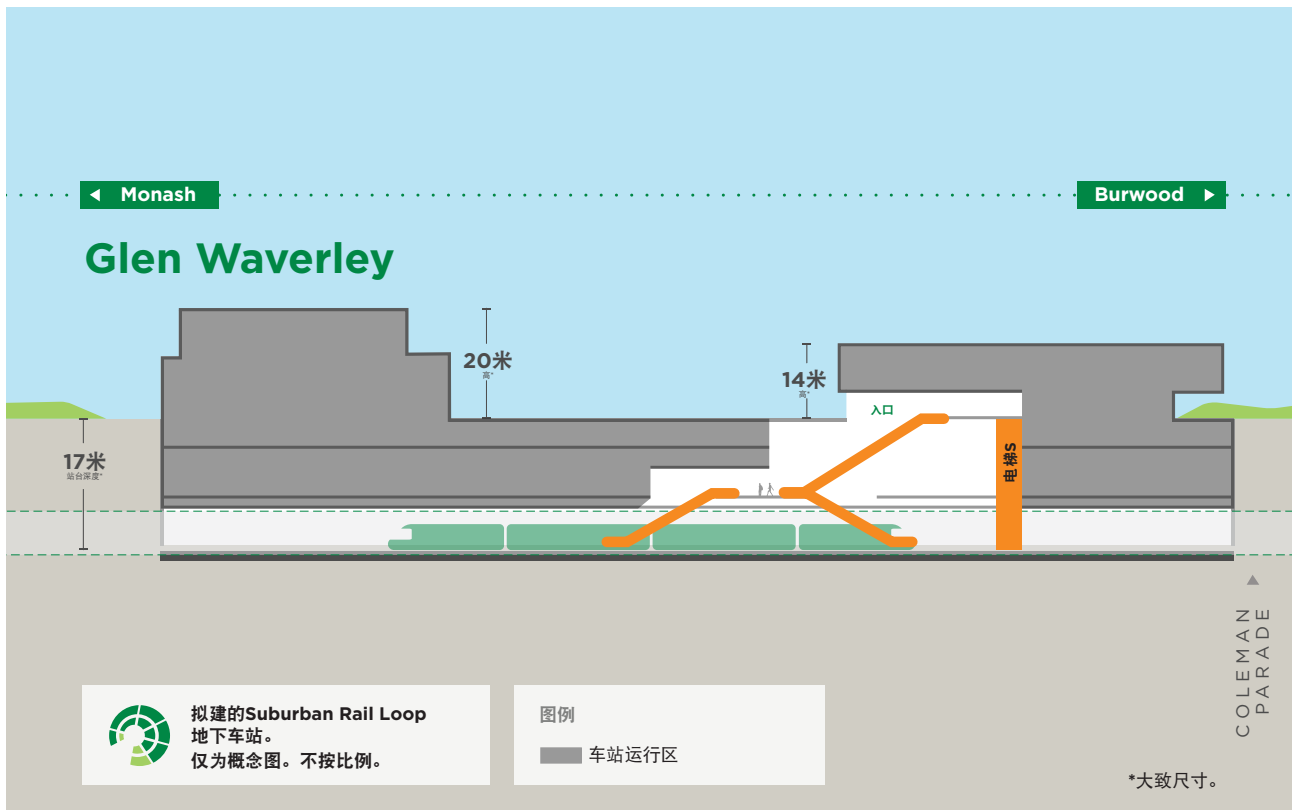 Monash
Burwood
Glen Waverley
20米
高*
14米
高*
入口
17米
站台深度*
电梯S
COLEMAN
PARADE
拟建的Suburban Rail Loop
地下车站。
仅为概念图。不按比例。
图例
车站运行区
*大致尺寸。